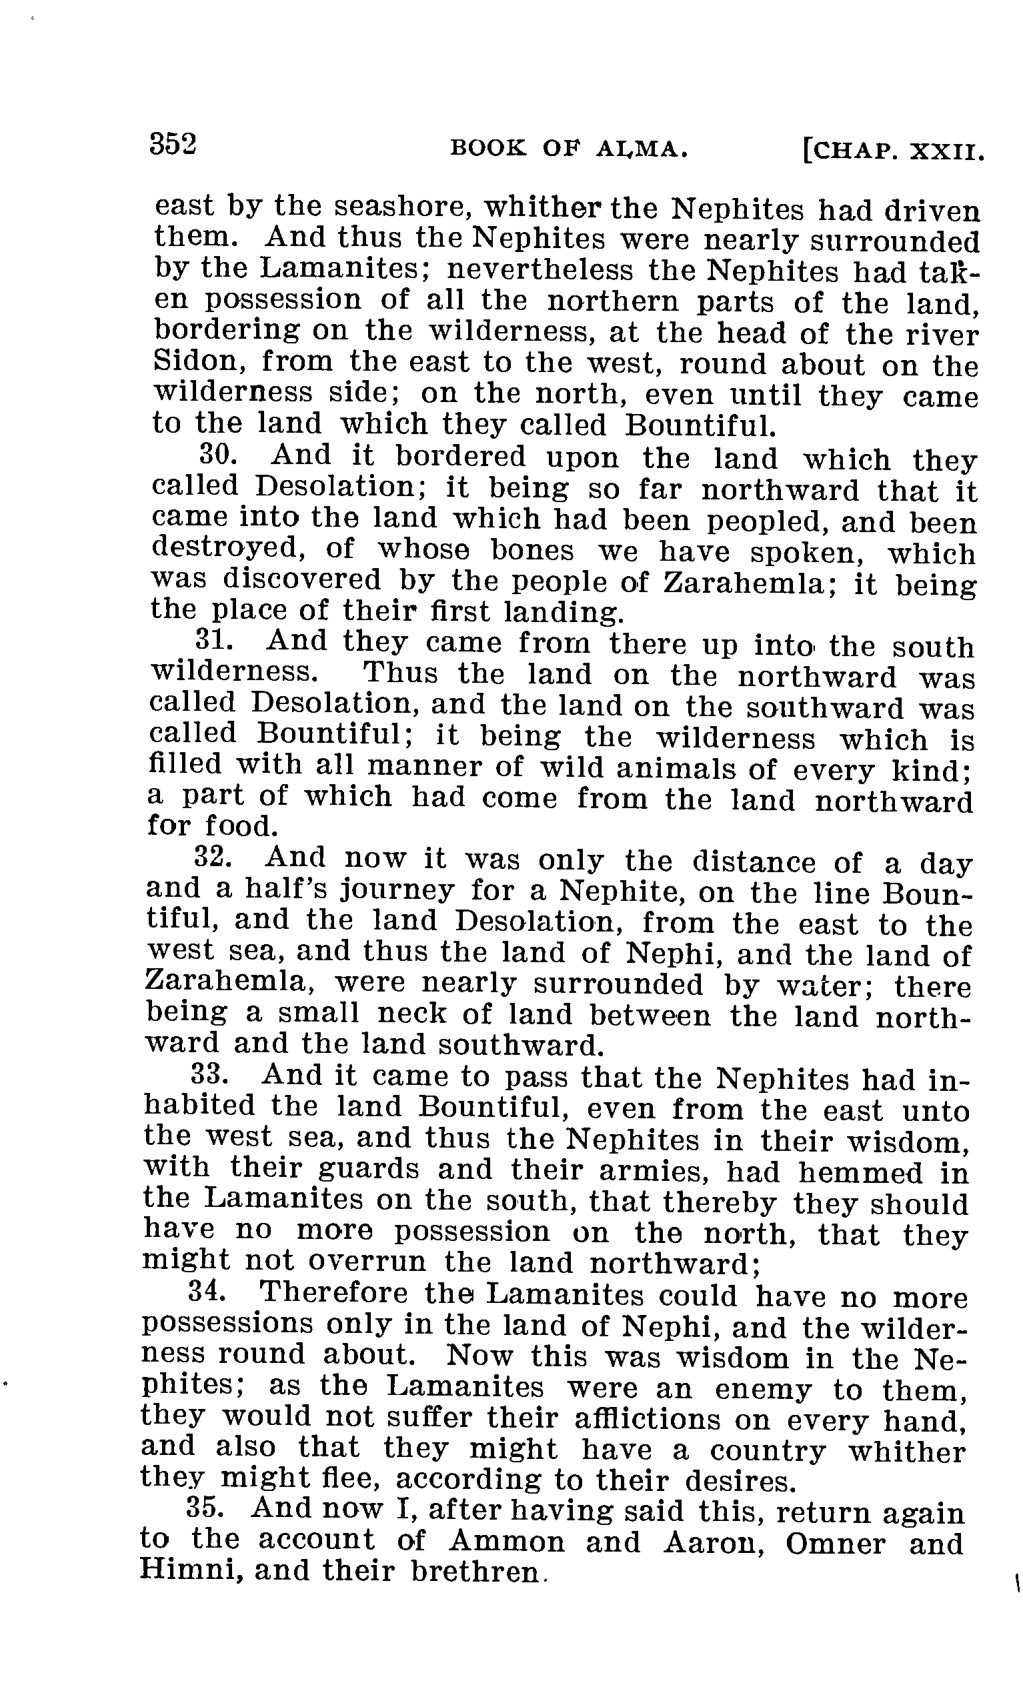 352 BOOK OF ALMA. [CHAP. XXII.
east by the seashore, whither the Nephites had driven
them. And thus the Nephites were nearly surrounded
by the Lamanites; nevertheless the Nephites had tak-
en possession of all the northern parts of the land,
bordering on the wilderness, at the head of the river
Sidon, from the east to the west, round about on the
wilderness side; on the north, even until they came
to the land which they called Bountiful.
30. And it bordered upon the land which they
called Desolation; it being so far northward that it
came into the land which had been peopled, and been
destroyed, of whose bones we have spoken, which
was discovered by the people of Zarahemla; it being
the place of their first landing.
31. And they came from there up into the south
wilderness. Thus the land on the northward was
called Desolation, and the land on the southward was
called Bountiful; it being the wilderness which is
filled with all manner of wild animals of every kind;
a part of which had come from the land northward
for food.
32. And now it was only the distance of a day
and a half's journey for a Nephite, on the line Boun-
tiful, and the land Desolation, from the east to the
west sea, and thus the land of Nephi, and the land of
Zarahemla, were nearly surrounded by water; there
being a small neck of land between the land north-
ward and the land southward.
33. And it came to pass that the Nephites had in-
habited the land Bountiful, even from the east unto
the west sea, and thus the Nephites in their wisdom,
with their guards and their armies, had hemmed in
the Lamanites on the south, that thereby they should
have no more possession on the north, that they
might not overrun the land northward;
34. Therefore the Lamanites could have no more
possessions only in the land of Nephi, and the wilder-
ness round about. Now this was wisdom in the Ne-
phites; as the Lamanites were an enemy to them,
they would not suffer their afflictions on every hand,
and also that they might have a country whither
they might flee, according to their desires.
35. And now I, after having said this, return again
to the account of Ammon and Aaron, Omner and
Himni, and their brethren.